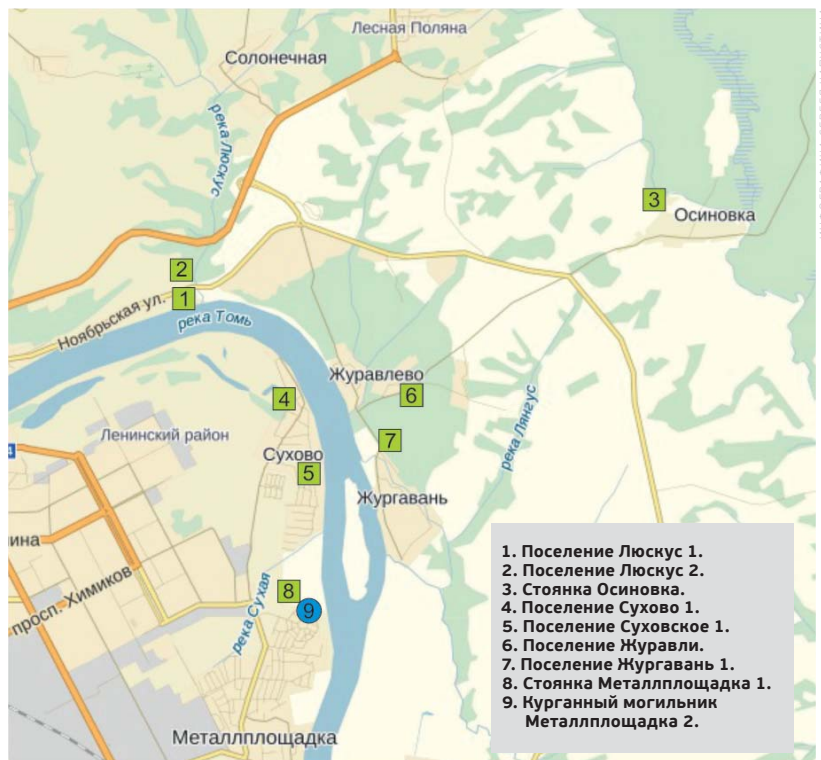 Лесная Поляна
Солонечная
река Люскус
3
Осиновка
2
1
Ноябрьская ул.
река Томь
Журавлево
4
6
река Лянгус
Ленинский район
7
Сухово
5
Жургавань
4
ина
просп. Химиков
река Сухая
8
9
Металлплощадка
1. Поселение Люскус 1.
2. Поселение Люскус 2.
3. Стоянка Осиновка.
4. Поселение Сухово 1.
5. Поселение Суховское 1.
6. Поселение Журавли.
7. Поселение Жургавань 1.
8. Стоянка Металлплощадка 1.
9. Курганный могильник
Металлплощадка 2.